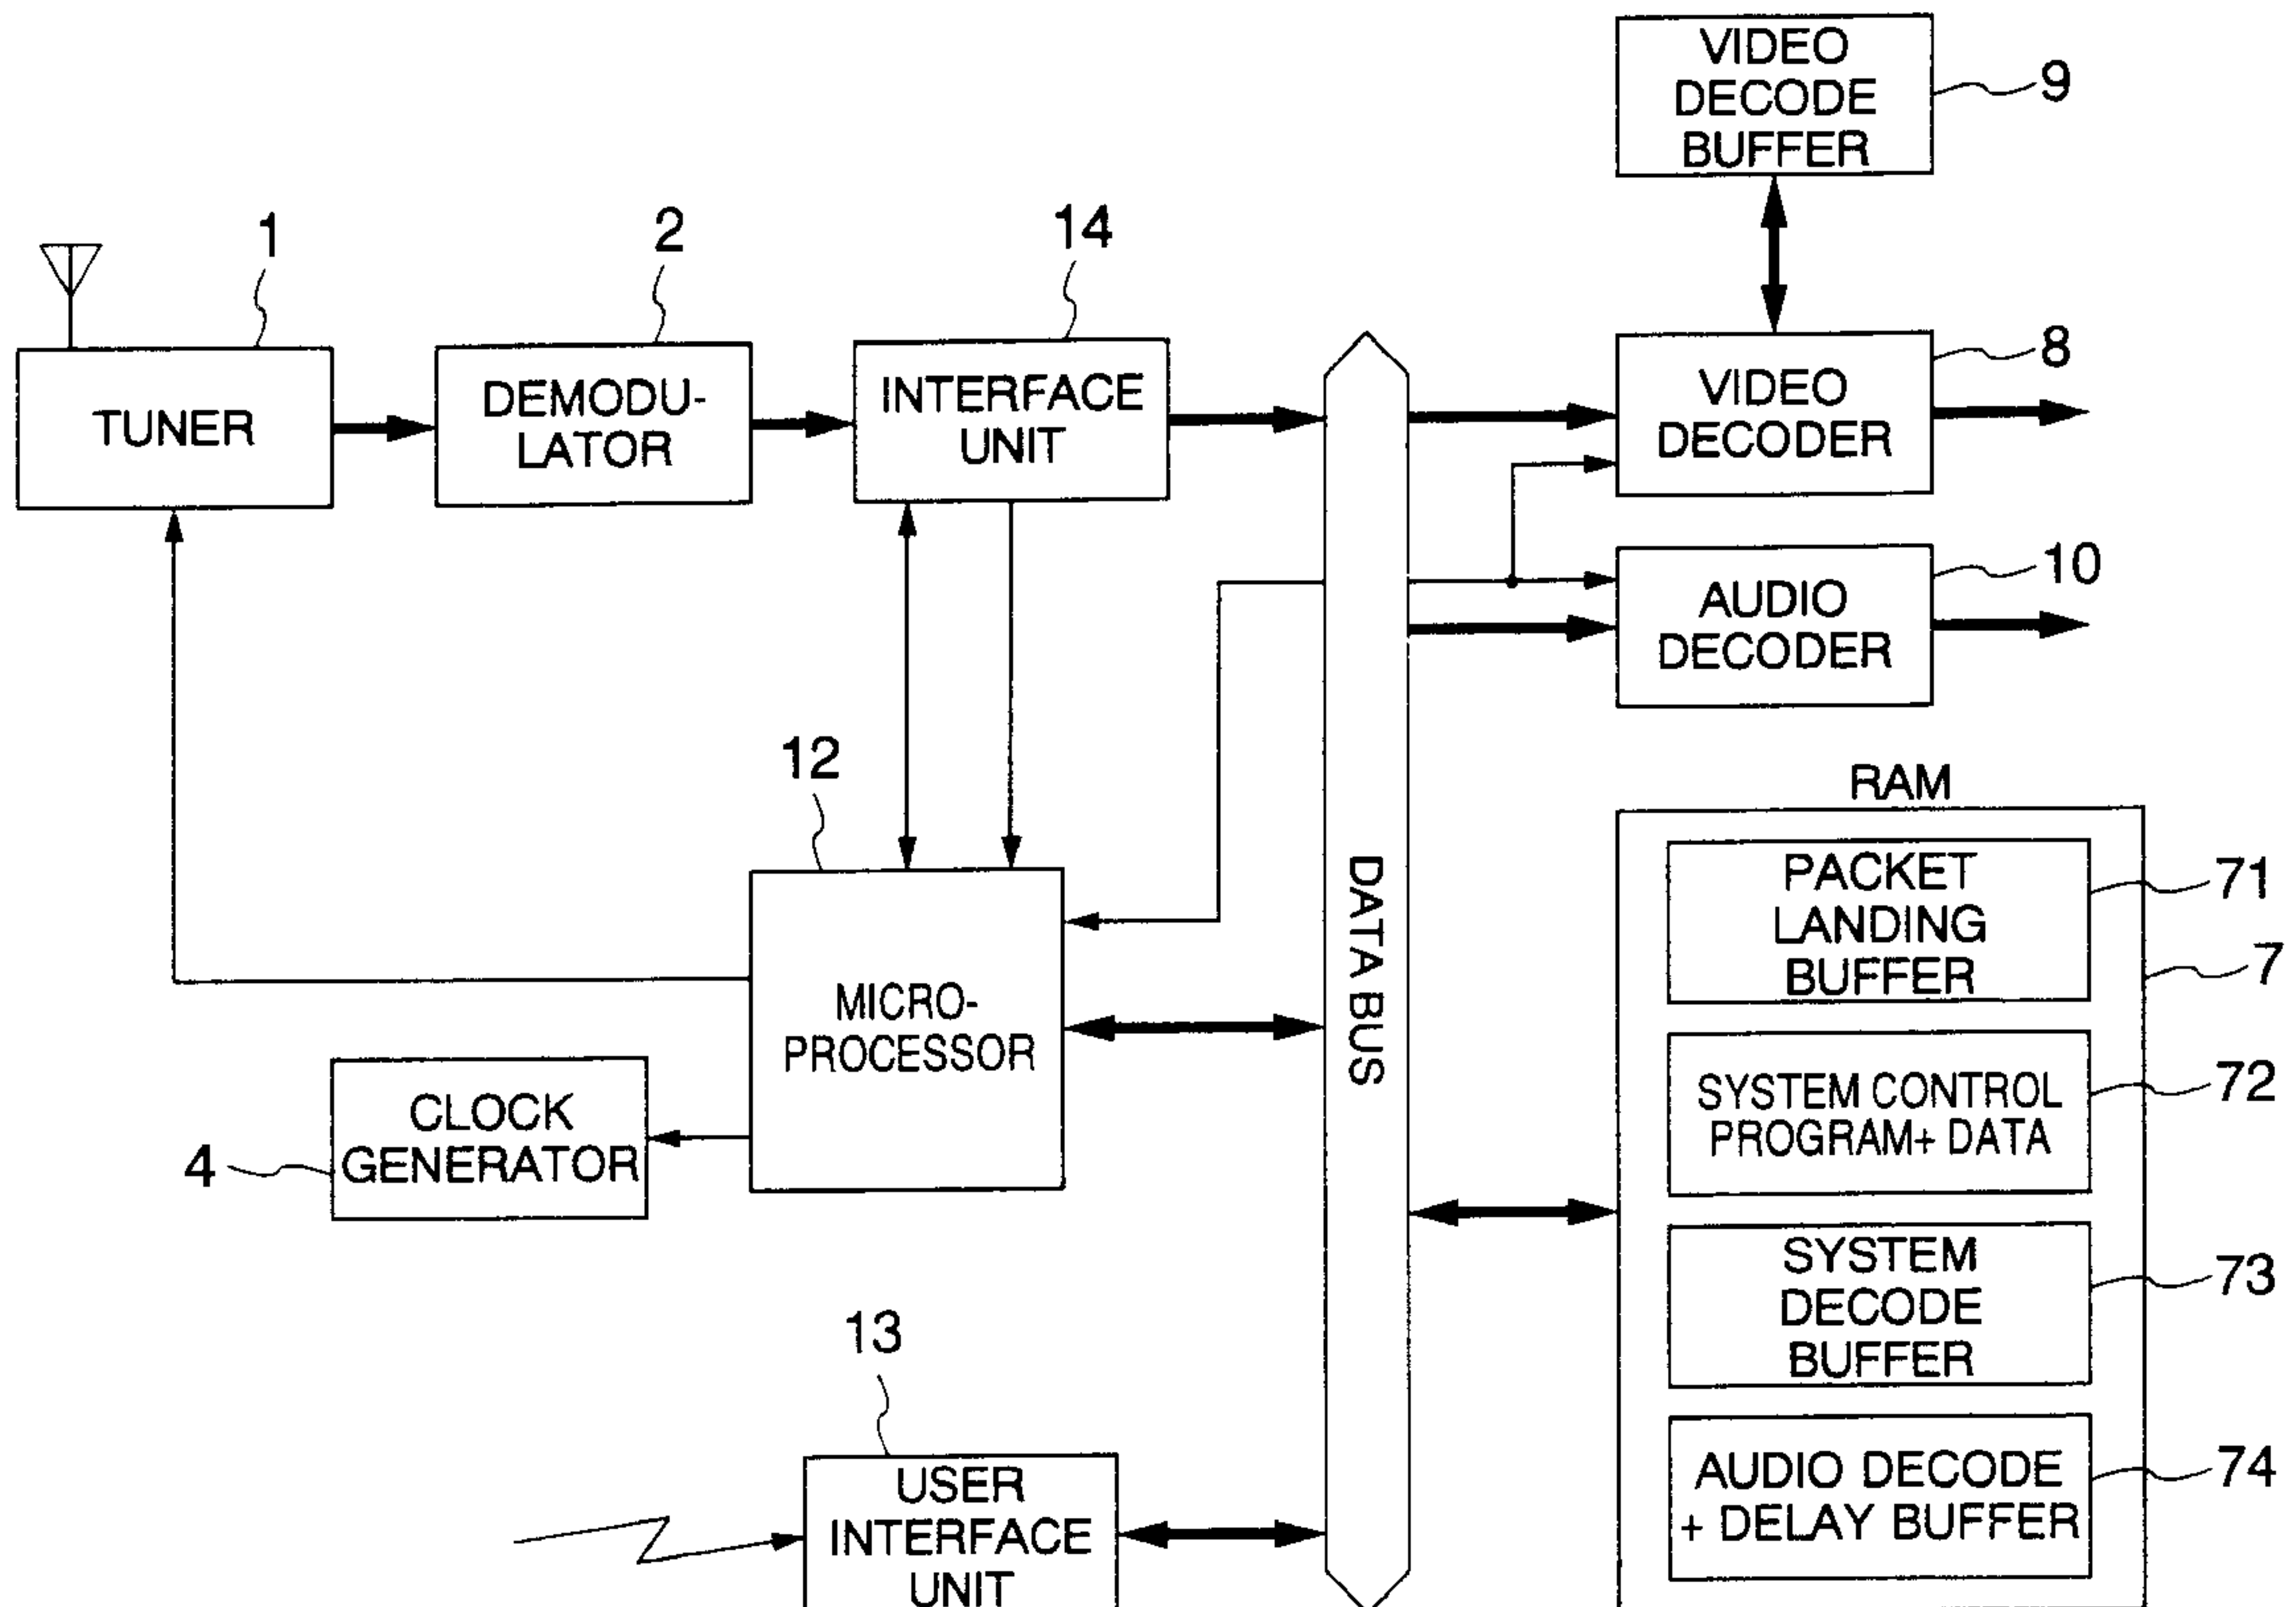 VIDEO
DECODE
BUFFER
9
1
2
14
TUNER
DEMODU-
LATOR
INTERFACE
UNIT
VIDEO
DECODER
8
AUDIO
DECODER
10
12
MICRO-
PROCESSOR
CLOCK
GENERATOR
4
DATA BUS
RAM
PACKET
LANDING
BUFFER
71
7
SYSTEM CONTROL
PROGRAM+ DATA
72
SYSTEM
DECODE
BUFFER
73
AUDIO DECODE
+ DELAY BUFFER
74
13
USER
INTERFACE
UNIT